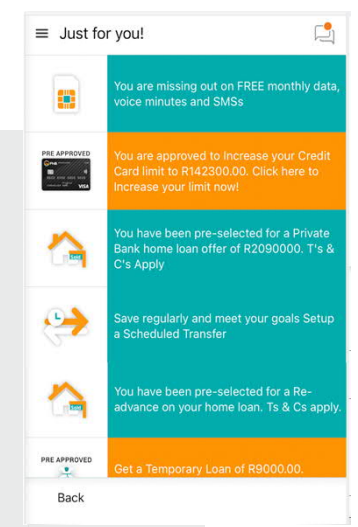 Just for you!
You are missing out on FREE monthly data,
voice minutes and SMSs
PRE APPROVED
You are approved to Increase your Credit
Card limit to R142300.00. Click here to
Increase your limit now!
VISA
You have been pre-selected for a Private
Bank home loan offer of R2090000. T's &
C's Apply
Save regularly and meet your goals Setup
a Scheduled Transfer
You have been pre-selected for a Re-
advance on your home loan. Ts & Cs apply.
PRE APPROVED
Get a Temporary Loan of R9000.00.
Back